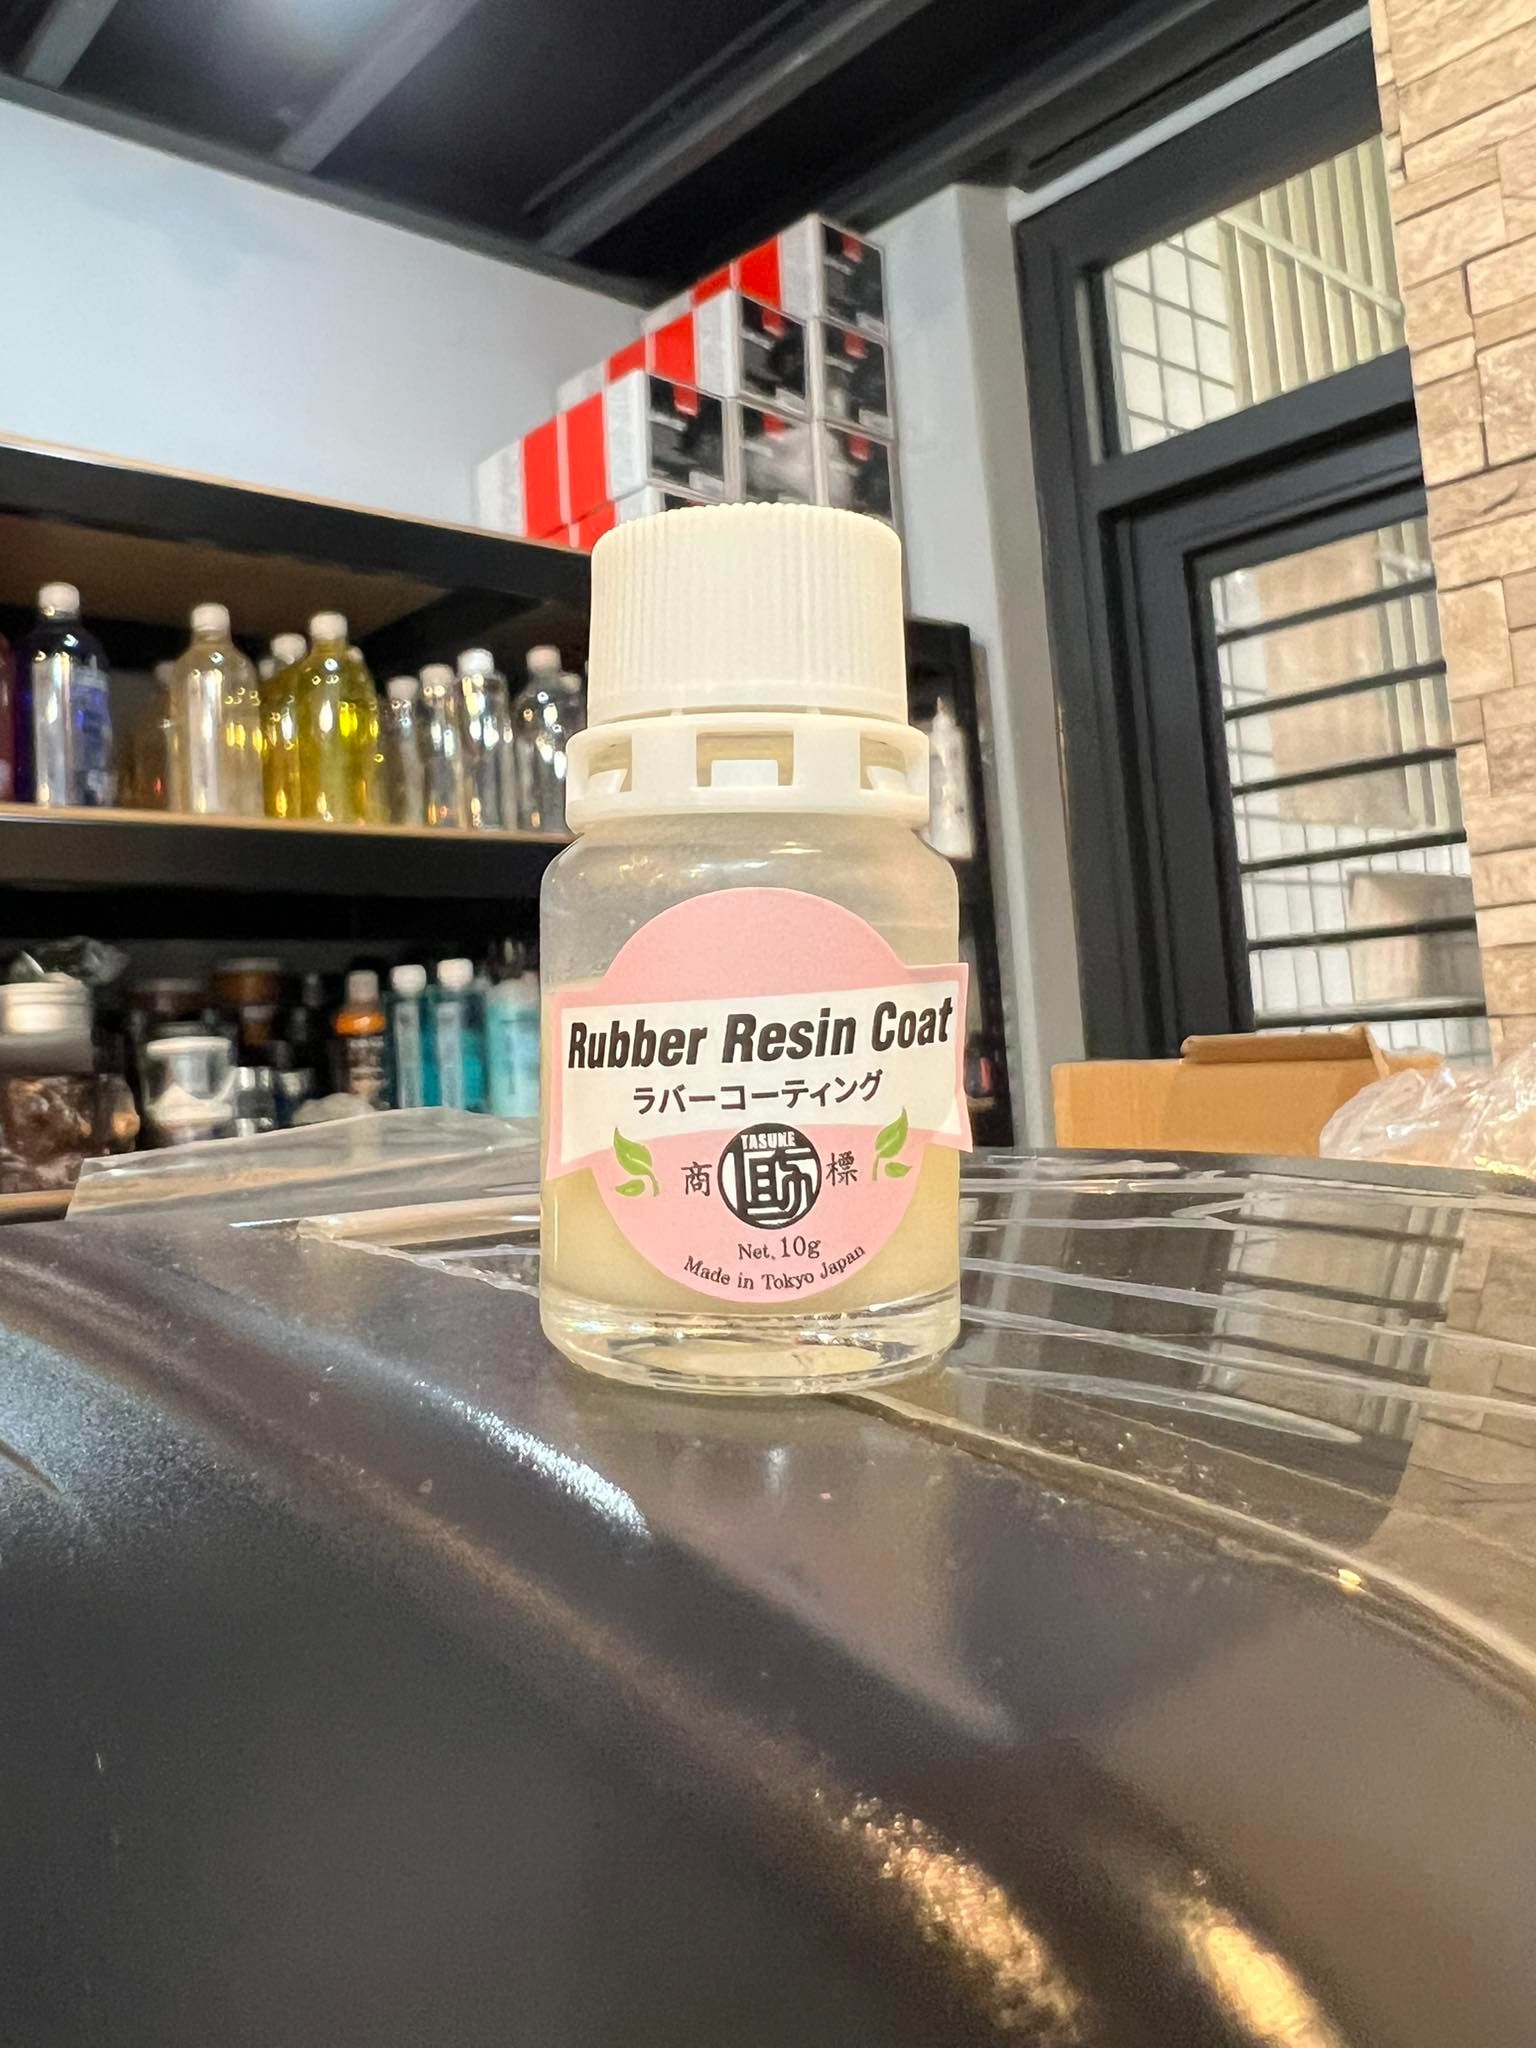 Rubber Resin Coat
ラバーコーティング
TASUKE
商 助 標
Net. 10g
Made in Tokyo Japan